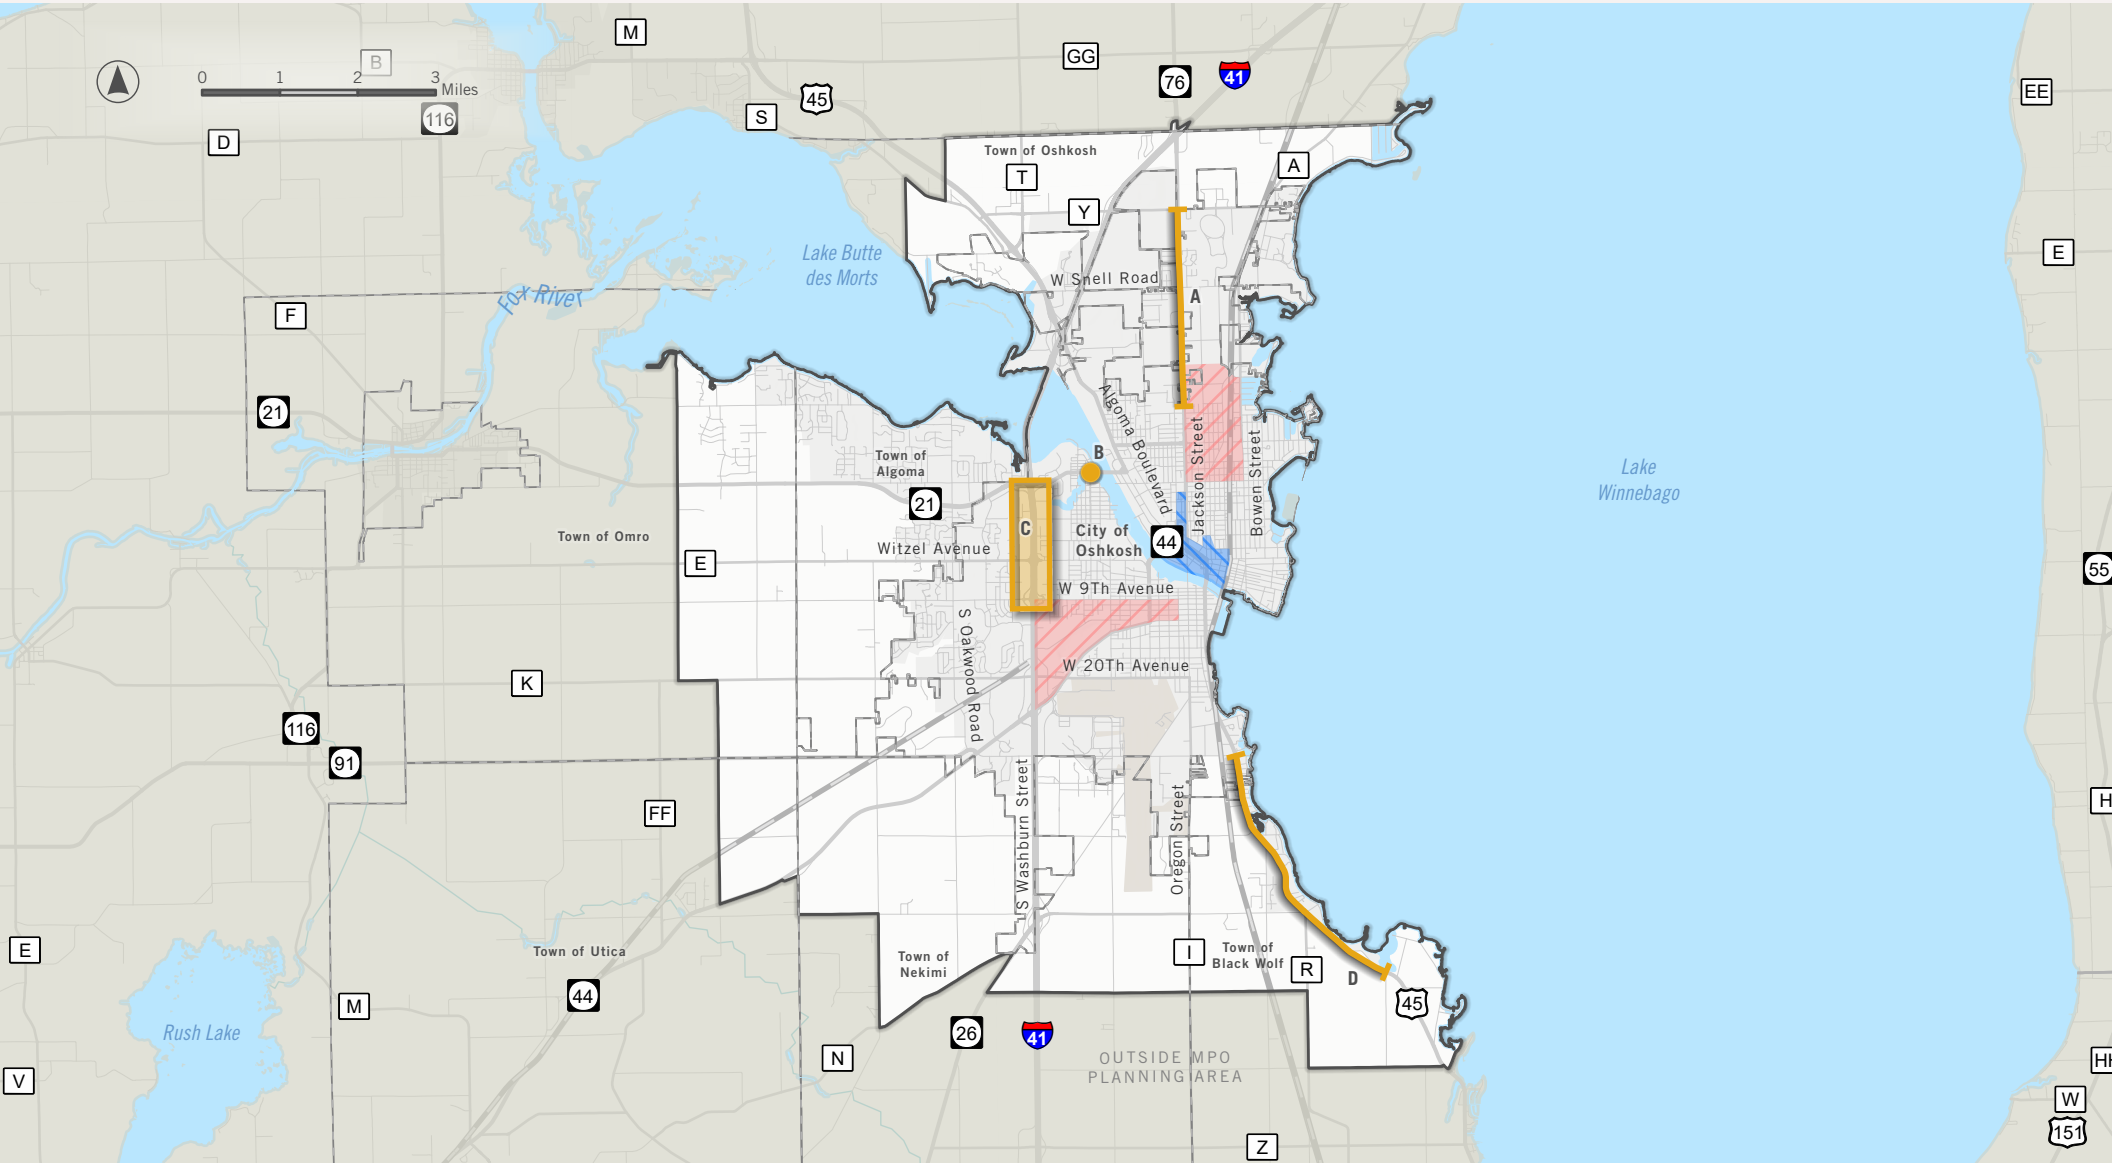 M
B
GG
76
41
0 1 2 3
Miles
45
S
116
D
EE
Town of Oshkosh
T
A
Y
Lake Butte
des Morts
E
W Snell Road
Fox River
F
A
21
Algoma Boulevard
Jackson Street
Bowen Street
B
Town of
Algoma
21
Lake
Winnebago
C
City of
Oshkosh
44
Town of Omro
Witzel Avenue
E
55
W 9Th Avenue
S Oakwood Road
W 20Th Avenue
K
116
91
S Washburn Street
Oregon Street
FF
H
E
Town of Utica
Town of
Nekimi
I
Town of
Black Wolf
R
D
44
M
45
Rush Lake
26
41
N
OUTSIDE MPO
PLANNING AREA
HH
V
W
151
Z